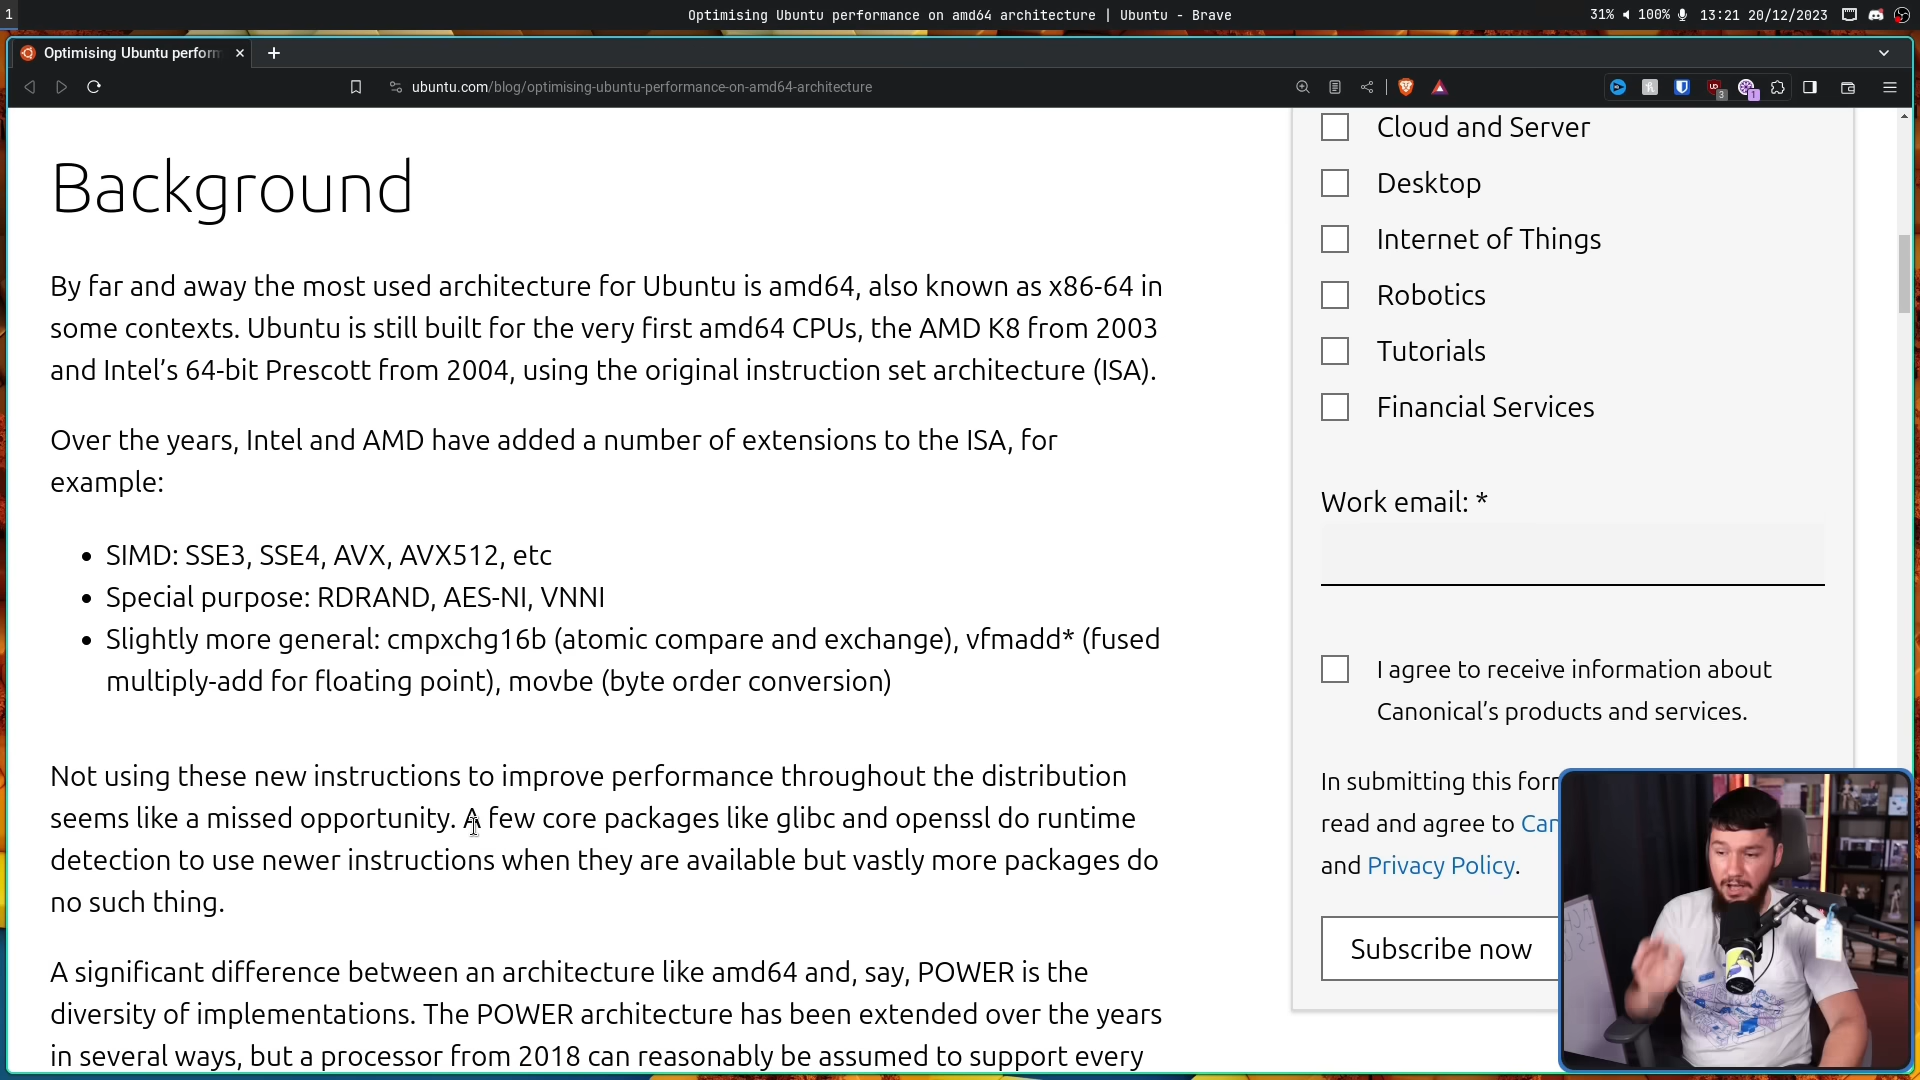 1
Optimising Ubuntu performance on amd64 architecture | Ubuntu - Brave
31% 100% 13:21 20/12/2023
Optimising Ubuntu perform
ubuntu.com/blog/optimising-ubuntu-performance-on-amd64-architecture
3
1
Background
By far and away the most used architecture for Ubuntu is amd64, also known as x86-64 in
some contexts. Ubuntu is still built for the very first amd64 CPUs, the AMD K8 from 2003
and Intel’s 64-bit Prescott from 2004, using the original instruction set architecture (ISA).
Over the years, Intel and AMD have added a number of extensions to the ISA, for
example:
• SIMD: SSE3, SSE4, AVX, AVX512, etc
• Special purpose: RDRAND, AES-NI, VNNI
• Slightly more general: cmpxchg16b (atomic compare and exchange), vfmadd* (fused
multiply-add for floating point), movbe (byte order conversion)
Not using these new instructions to improve performance throughout the distribution
seems like a missed opportunity. A few core packages like glibc and openssl do runtime
detection to use newer instructions when they are available but vastly more packages do
no such thing.
A significant difference between an architecture like amd64 and, say, POWER is the
diversity of implementations. The POWER architecture has been extended over the years
in several ways, but a processor from 2018 can reasonably be assumed to support every
Cloud and Server
Desktop
Internet of Things
Robotics
Tutorials
Financial Services
Work email: *
I agree to receive information about
Canonical’s products and services.
In submitting this form
read and agree to Can
and Privacy Policy.
Subscribe now